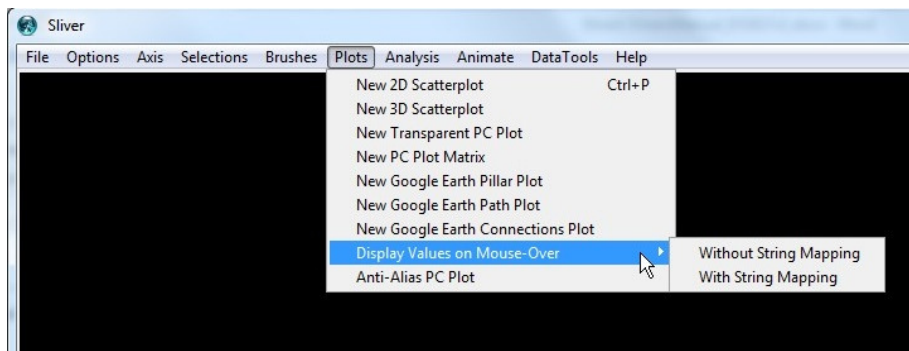 Sliver
File Options Axis Selections Brushes Plots Analysis Animate DataTools Help
New 2D Scatterplot Ctrl+P
New 3D Scatterplot
New Transparent PC Plot
New PC Plot Matrix
New Google Earth Pillar Plot
New Google Earth Path Plot
New Google Earth Connections Plot
Display Values on Mouse-Over
Without String Mapping
With String Mapping
Anti-Alias PC Plot